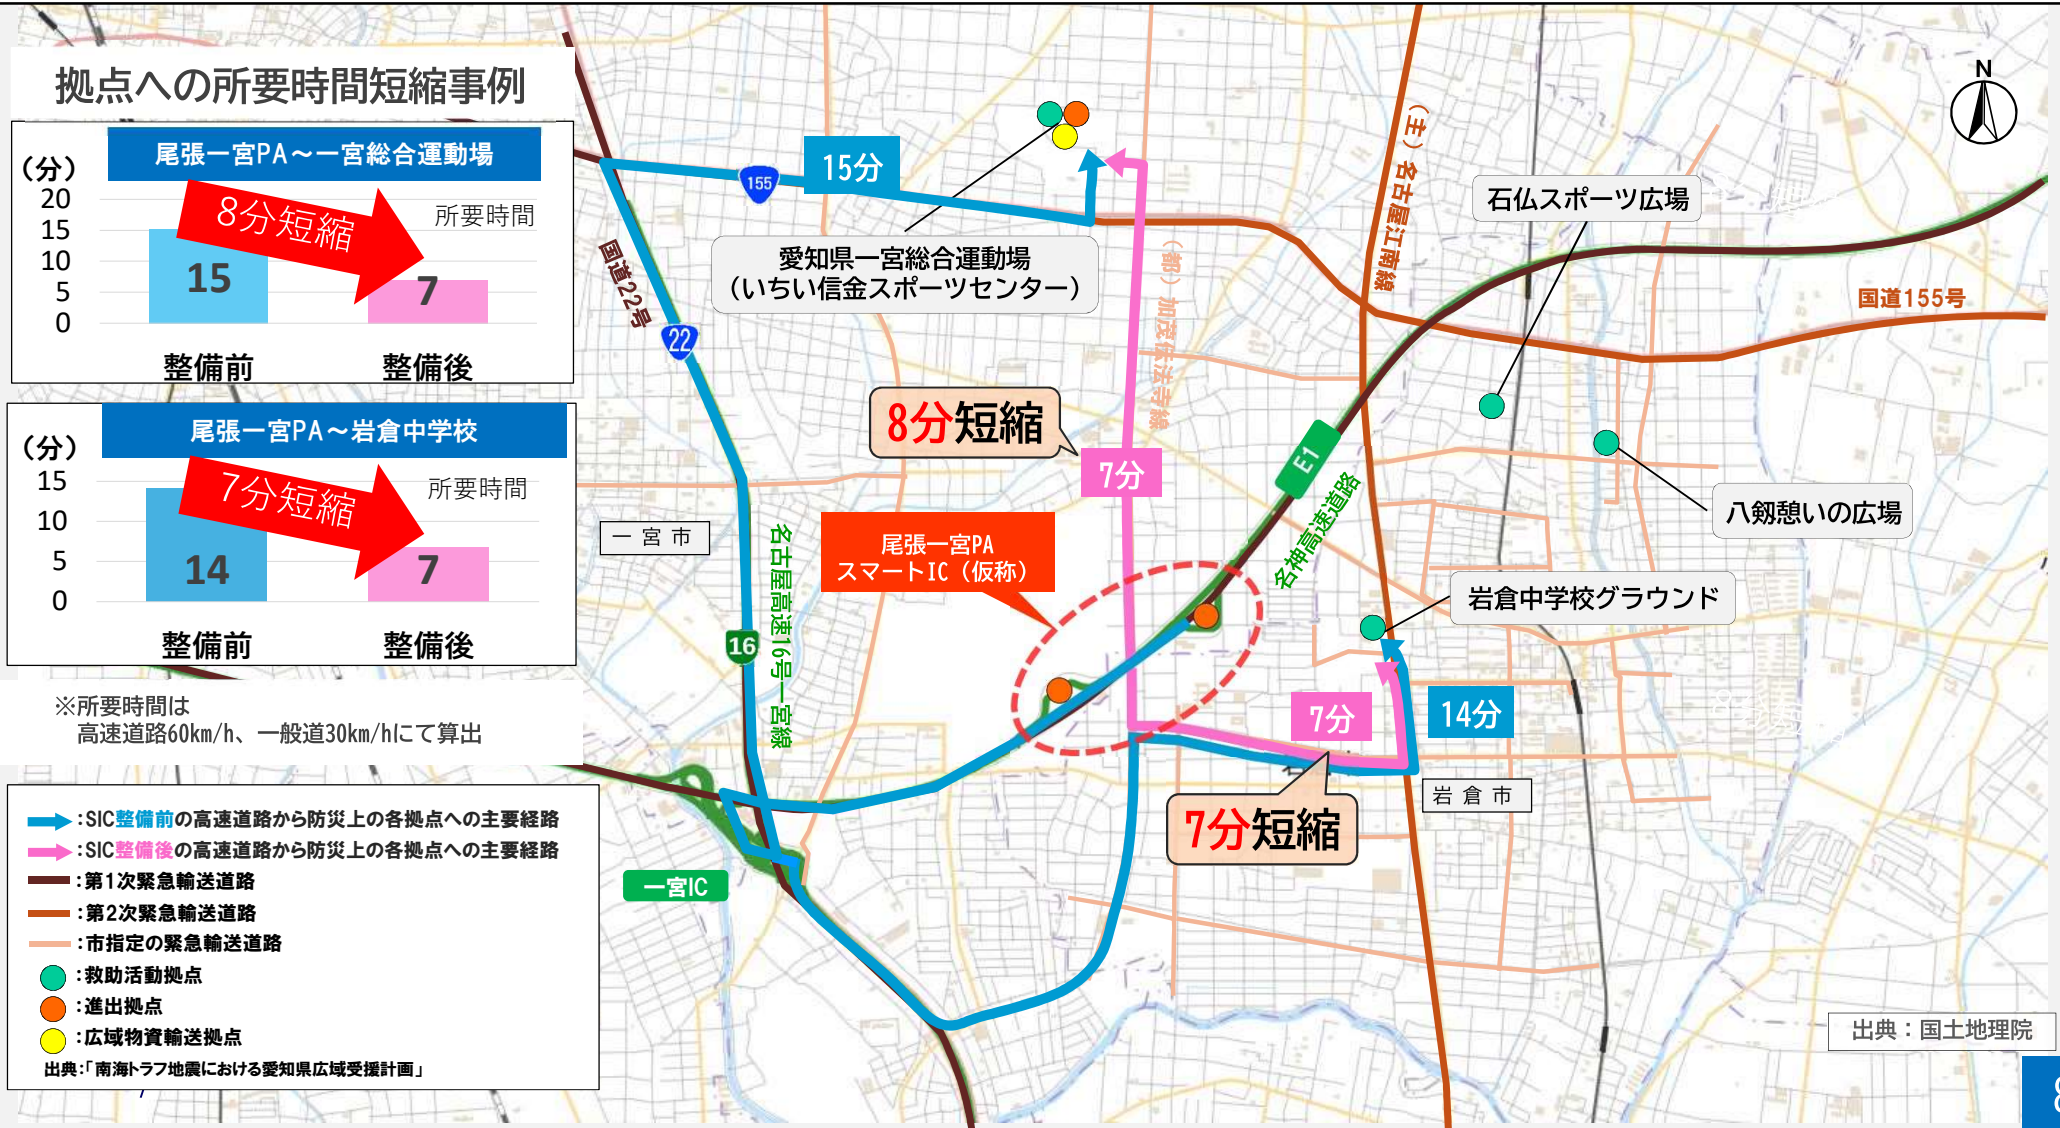 拠点への所要時間短縮事例
尾張一宮PA～一宮総合運動場
(分)
20
15
10
5
0
8分短縮
所要時間
15
7
整備前
整備後
尾張一宮PA～岩倉中学校
(分)
15
10
5
0
7分短縮
所要時間
14
7
整備前
整備後
※所要時間は
高速道路60km/h、一般道30km/hにて算出
:SIC整備前の高速道路から防災上の各拠点への主要経路
:SIC整備後の高速道路から防災上の各拠点への主要経路
:第1次緊急輸送道路
:第2次緊急輸送道路
:市指定の緊急輸送道路
:救助活動拠点
:進出拠点
:広域物資輸送拠点
出典:「南海トラフ地震における愛知県広域受援計画」
N
155
15分
愛知県一宮総合運動場
（いちい信金スポーツセンター）
国道22号
22
（都）加茂伝法寺線
（主）名古屋江南線
石仏スポーツ広場
国道155号
8分短縮
7分
E1
名神高速道路
八剱憩いの広場
一宮市
尾張一宮PA
スマートIC（仮称）
名古屋高速16号一宮線
16
岩倉中学校グラウンド
7分
14分
岩倉市
7分短縮
一宮IC
出典：国土地理院